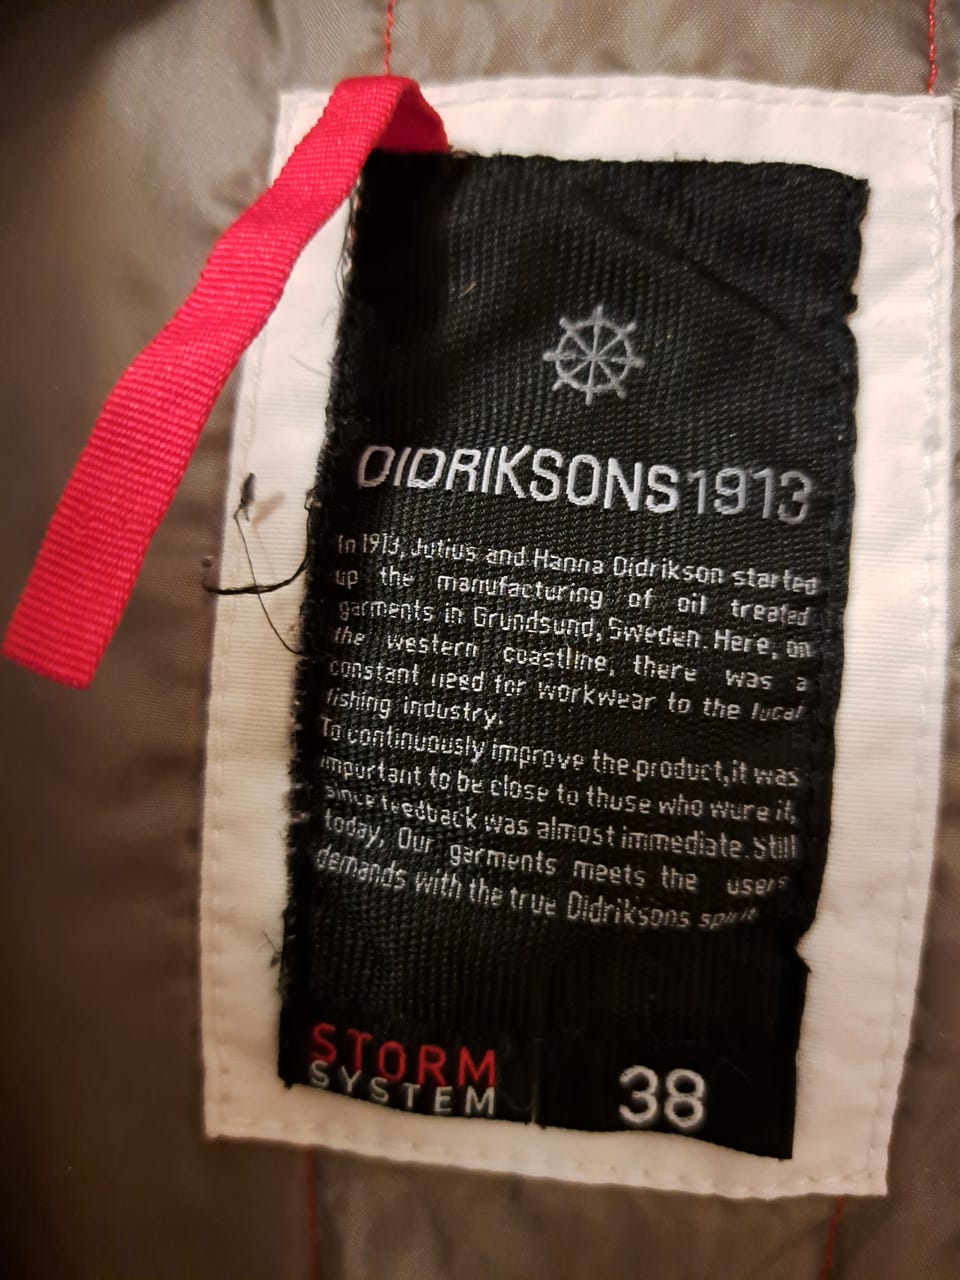 DIDRIKSONS1913
In 1913, Julius and Hanna Didrikson started
up the manufacturing of oil treated
garments in Grundsund, Sweden. Here, on
the western coastline, there was a
constant need for workwear to the local
fishing industry.
To continuously improve the product, it was
important to be close to those who wore it,
since feedback was almost immediate. Still
today, Our garments meets the users
demands with the true Didriksons spirit
STORM
SYSTEM
38